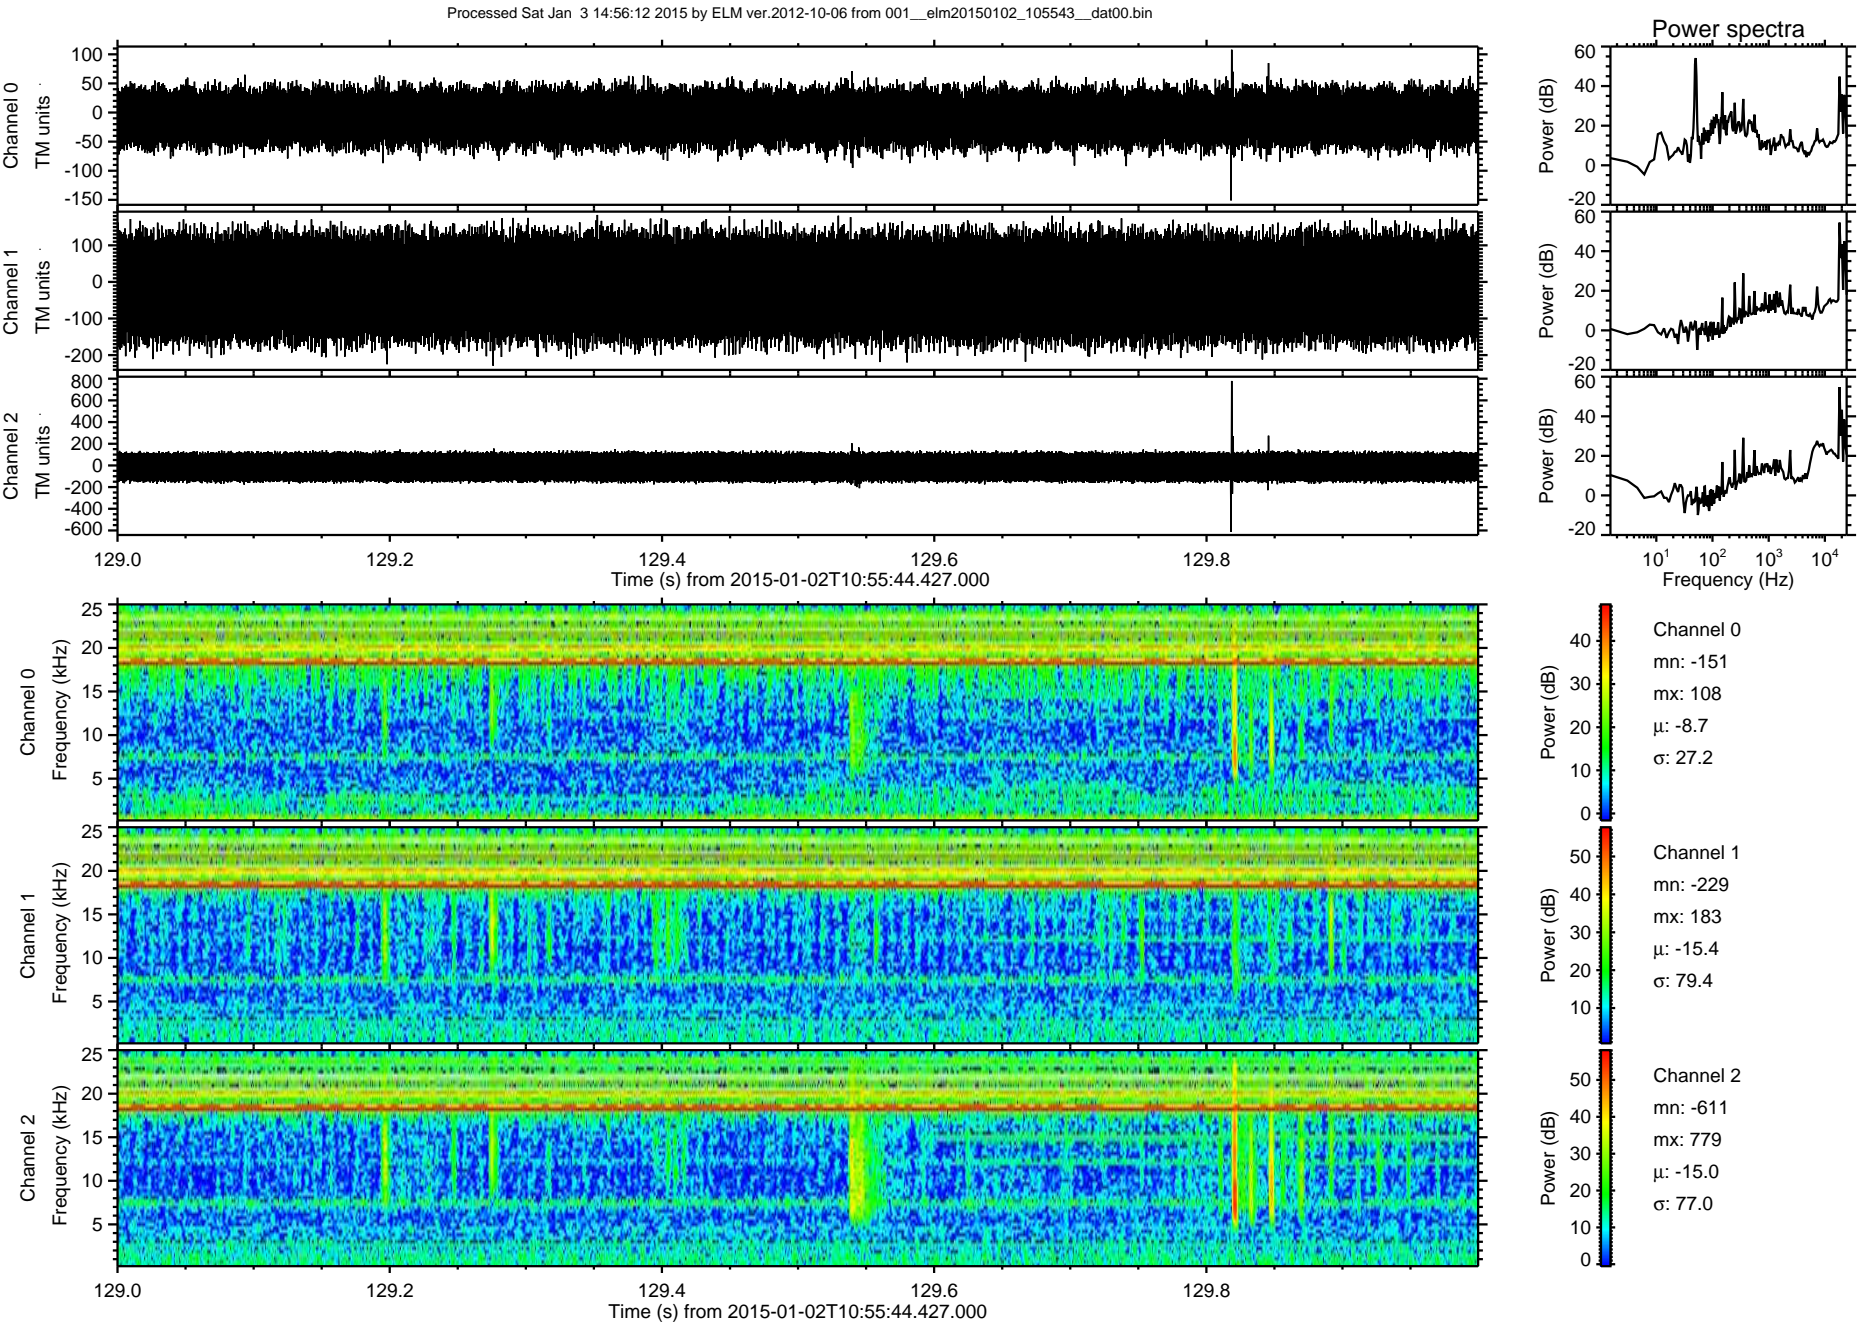 Processed Sat Jan 3 14:56:12 2015 by ELM ver.2012-10-06 from 001__elm20150102_105543__dat00.bin
Power spectra
Channel 0
TM units
100
50
0
-50
-100
-150
Power (dB)
60
40
20
0
-20
Channel 1
TM units
100
0
-100
-200
Power (dB)
60
40
20
0
-20
Channel 2
TM units
800
600
400
200
0
-200
-400
-600
Power (dB)
60
40
20
0
-20
129.0 129.2 129.4 129.6 129.8
Time (s) from 2015-01-02T10:55:44.427.000
10^1 10^2 10^3 10^4
Frequency (Hz)
Channel 0
Frequency (kHz)
25
20
15
10
5
Power (dB)
40
30
20
10
0
Channel 0
mn: -151
mx: 108
μ: -8.7
σ: 27.2
Channel 1
Frequency (kHz)
25
20
15
10
5
Power (dB)
50
40
30
20
10
Channel 1
mn: -229
mx: 183
μ: -15.4
σ: 79.4
Channel 2
Frequency (kHz)
25
20
15
10
5
Power (dB)
50
40
30
20
10
0
Channel 2
mn: -611
mx: 779
μ: -15.0
σ: 77.0
129.0 129.2 129.4 129.6 129.8
Time (s) from 2015-01-02T10:55:44.427.000